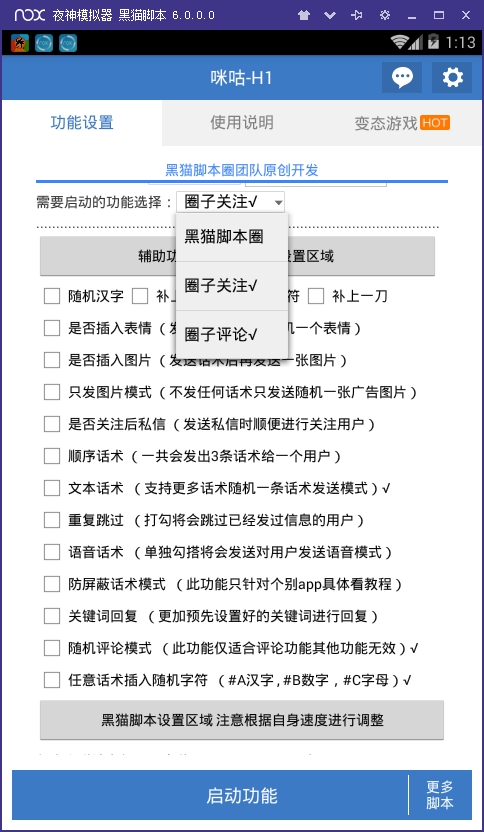 nox 夜神模拟器 黑猫脚本 6.0.0.0
1:13
咪咕-H1
功能设置 使用说明 变态游戏 HOT
黑猫脚本圈团队原创开发
需要启动的功能选择： 圈子关注√
黑猫脚本圈
圈子关注√
圈子评论√
辅助功 设置区域
随机汉字 补上 符 补上一刀
是否插入表情（发 机一个表情）
是否插入图片（发送话术后再发送一张图片）
只发图片模式（不发任何话术只发送随机一张广告图片）
是否关注后私信（发送私信时顺便进行关注用户）
顺序话术（一共会发出3条话术给一个用户）
文本话术（支持更多话术随机一条话术发送模式）√
重复跳过（打勾将会跳过已经发过信息的用户）
语音话术（单独勾搭将会发送对用户发送语音模式）
防屏蔽话术模式（此功能只针对个别app具体看教程）
关键词回复（更加预先设置好的关键词进行回复）
随机评论模式（此功能仅适合评论功能其他功能无效）√
任意话术插入随机字符（#A汉字,#B数字，#C字母）√
黑猫脚本设置区域 注意根据自身速度进行调整
启动功能
更多
脚本